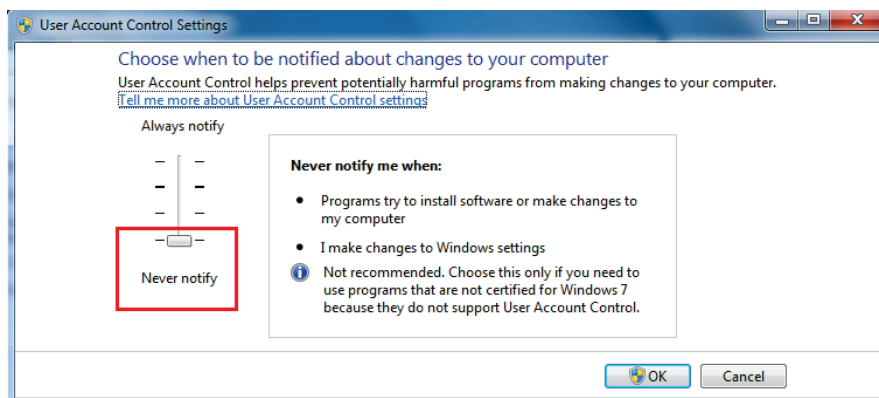 User Account Control Settings
Choose when to be notified about changes to your computer
User Account Control helps prevent potentially harmful programs from making changes to your computer.
Tell me more about User Account Control settings
Always notify
Never notify me when:
Programs try to install software or make changes to
my computer
I make changes to Windows settings
Never notify
Not recommended. Choose this only if you need to
use programs that are not certified for Windows 7
because they do not support User Account Control.
OK
Cancel